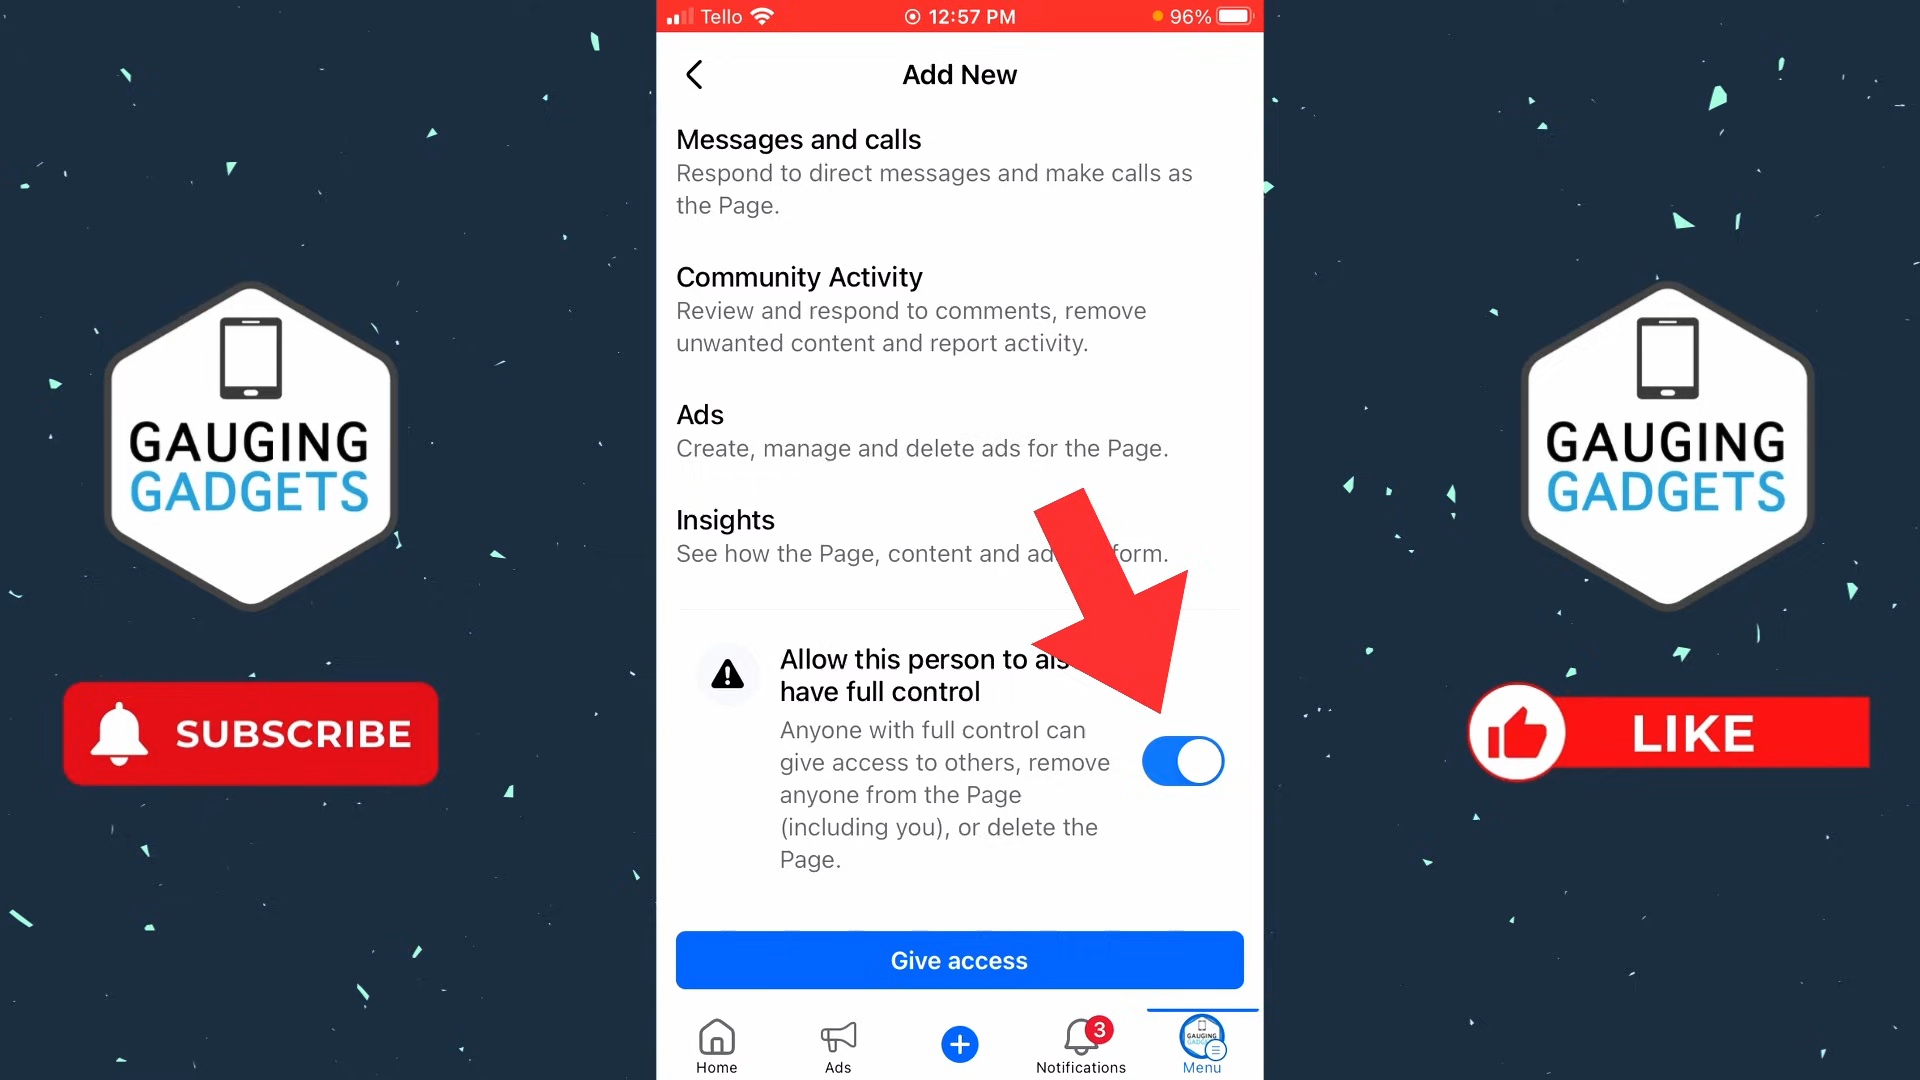 Tello
12:57 PM
96%
Add New
Messages and calls
Respond to direct messages and make calls as
the Page.
Community Activity
Review and respond to comments, remove
unwanted content and report activity.
Ads
Create, manage and delete ads for the Page.
Insights
See how the Page, content and ad form.
Allow this person to als
have full control
Anyone with full control can
give access to others, remove
anyone from the Page
(including you), or delete the
Page.
Give access
Home
Ads
3
Notifications
GAUGING
Menu
GAUGING
GADGETS
SUBSCRIBE
GAUGING
GADGETS
LIKE